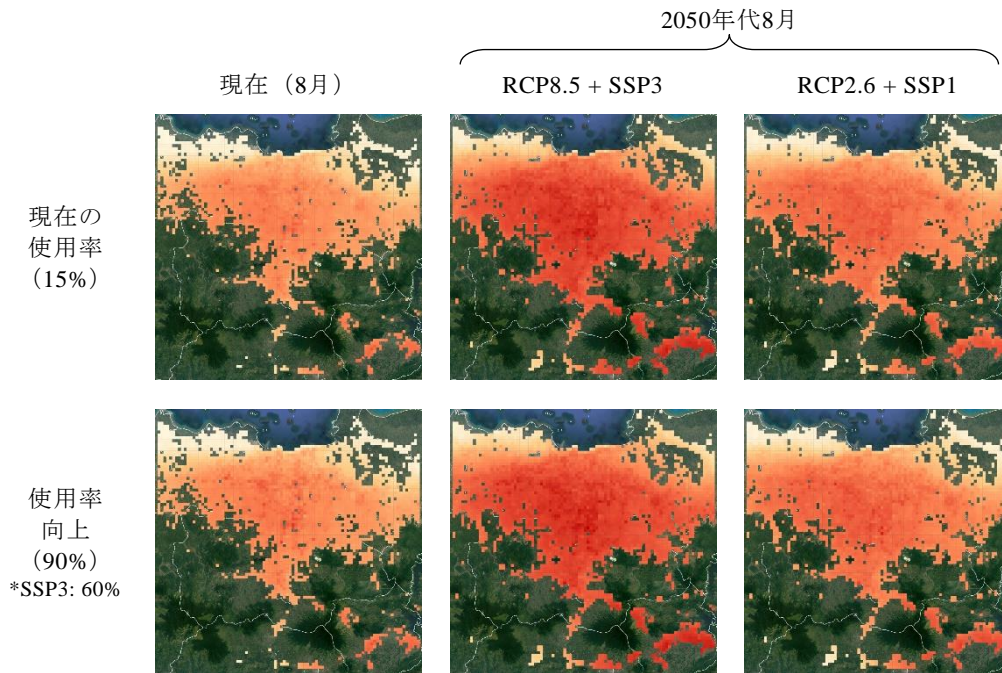 2050年代8月
現在（8月）
RCP8.5 + SSP3
RCP2.6 + SSP1
現在の
使用率
(15%)
使用率
向上
(90%)
*SSP3: 60%